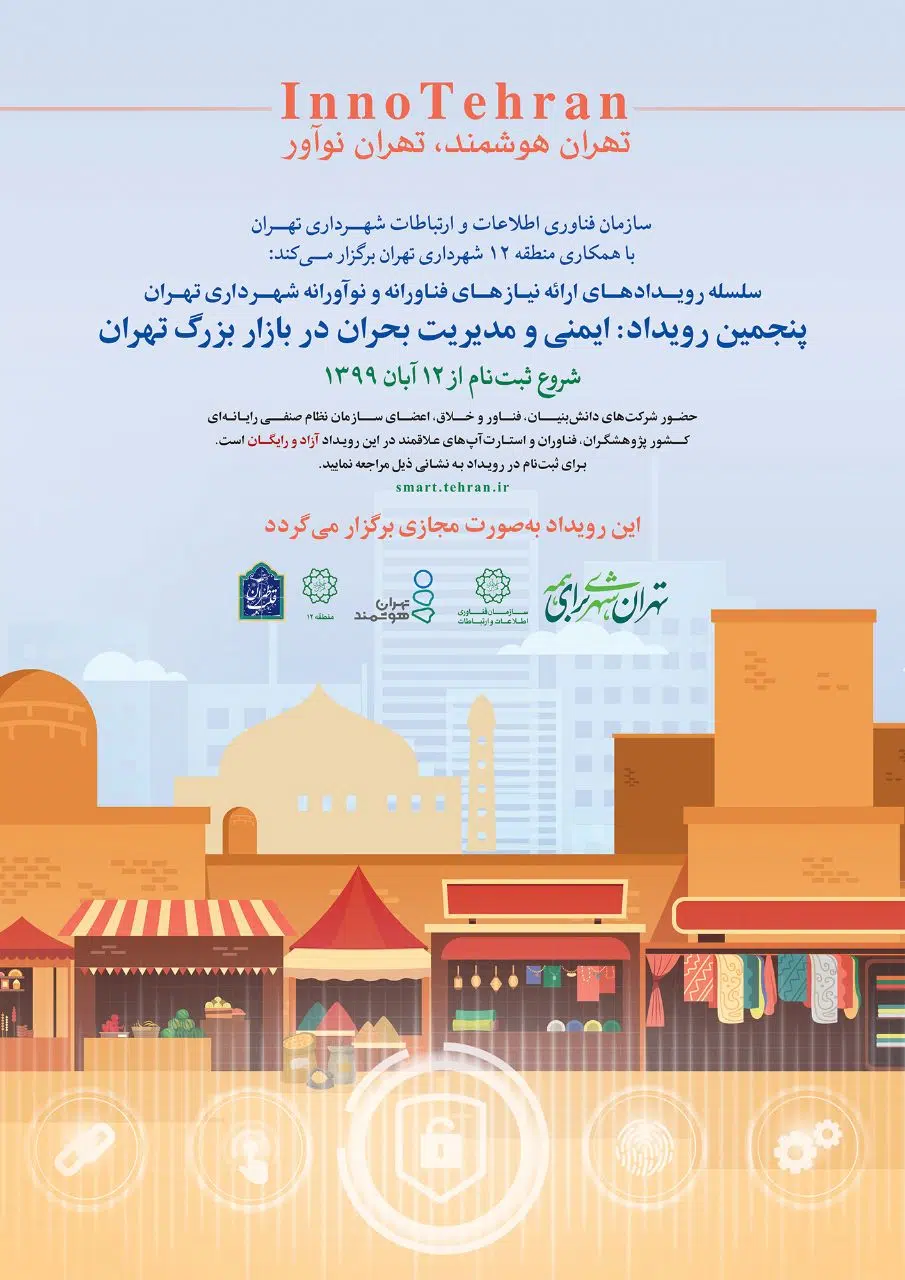 InnoTehran
تهران هوشمند، تهران نوآور
سازمان فناوری اطلاعات و ارتباطات شهرداری تهران
با همکاری منطقه ۱۲ شهرداری تهران برگزار می‌کند:
سلسله رویدادهای ارائه نیازهای فناورانه و نوآورانه شهرداری تهران
پنجمین رویداد: ایمنی و مدیریت بحران در بازار بزرگ تهران
شروع ثبت‌نام از ۱۲ آبان ۱۳۹۹
حضور شرکت‌های دانش‌بنیان، فناور و خلاق، اعضای سازمان نظام صنفی رایانه‌ای
کشور پژوهشگران، فناوران و استارت‌آپ‌های علاقمند در این رویداد آزاد و رایگان است.
برای ثبت‌نام در رویداد به نشانی ذیل مراجعه نمایید.
smart.tehran.ir
این رویداد به‌صورت مجازی برگزار می‌گردد
تهران شهری برای همه
سازمان فناوری
اطلاعات و ارتباطات
تهران
هوشمند
منطقه ۱۲
قلب تهران